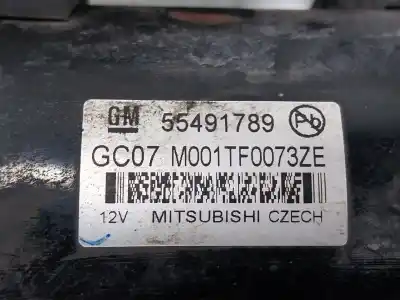 GM 55491789 Pb
GC07 M001TF0073ZE
12V MITSUBISHI CZECH